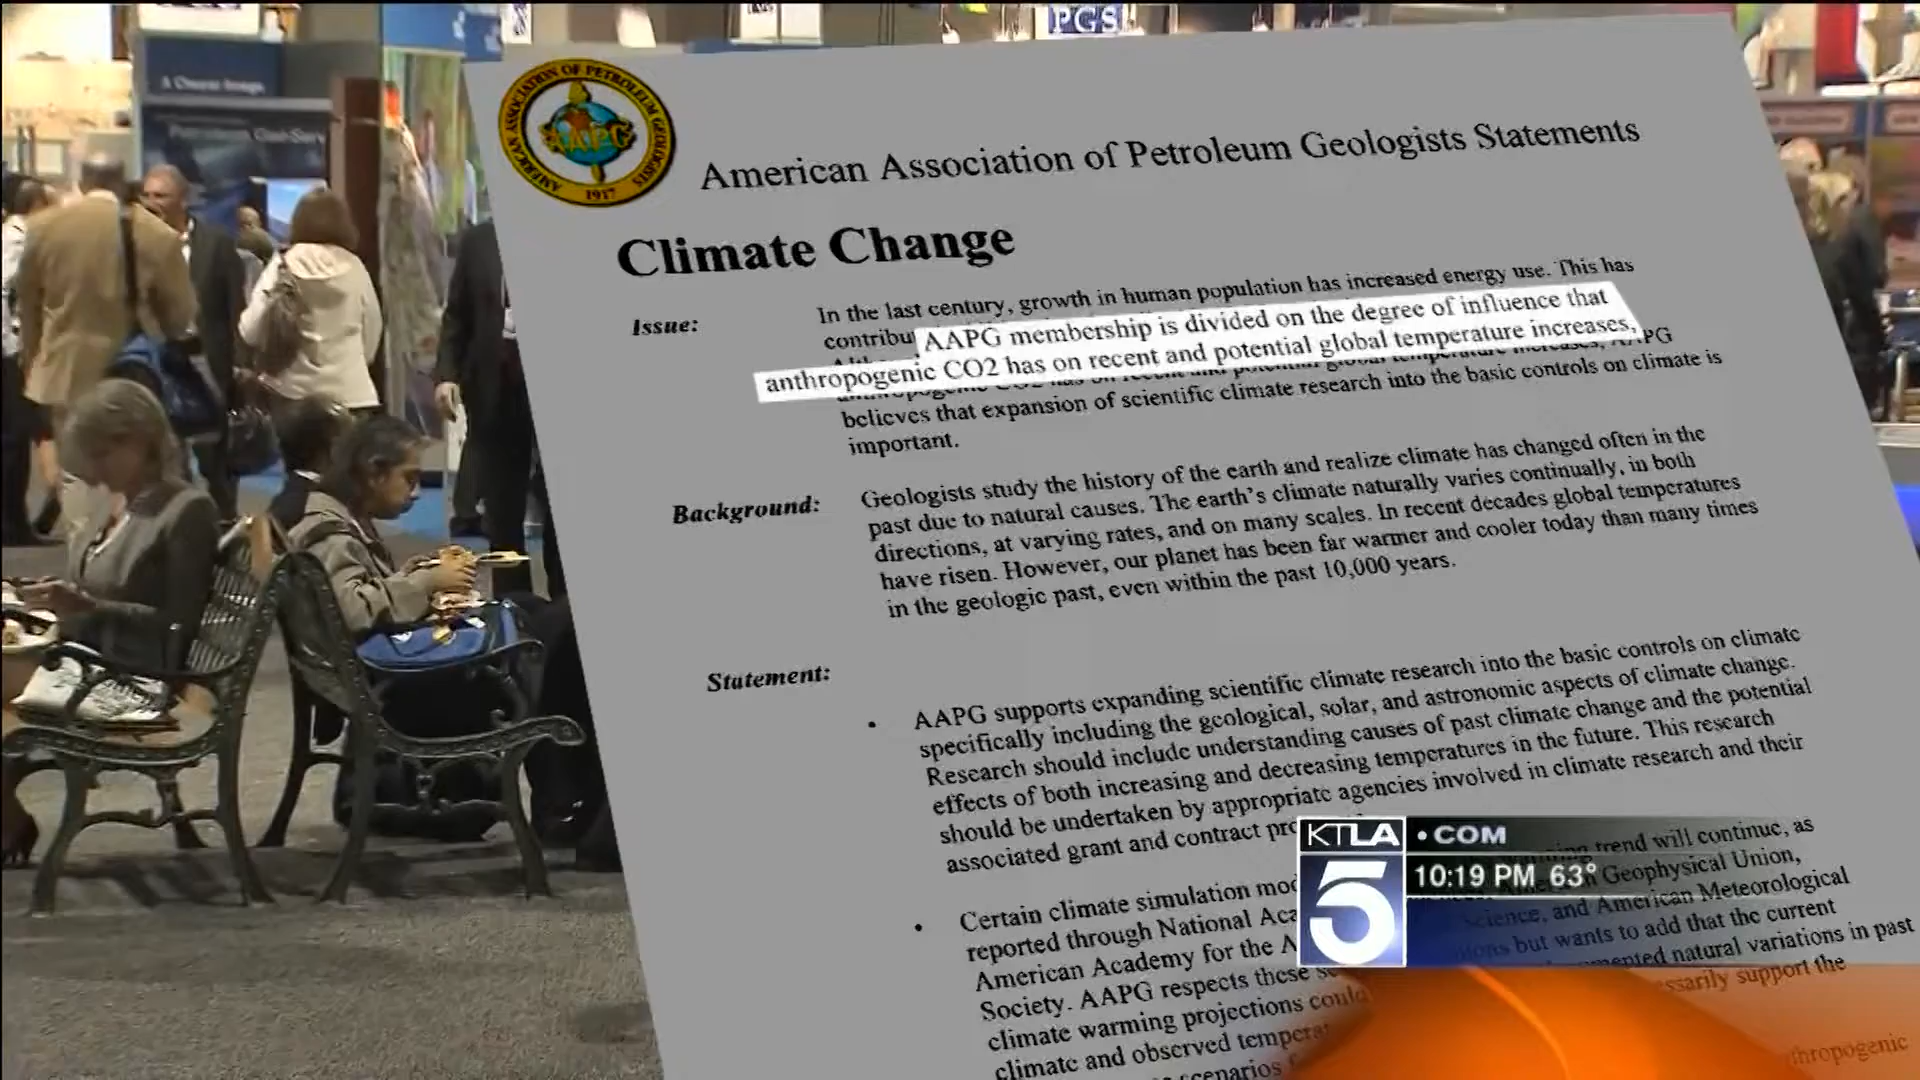 PGS
A Clearer Image
AMERICAN ASSOCIATION OF PETROLEUM GEOLOGISTS
AAPG
1917
American Association of Petroleum Geologists Statements
Climate Change
Issue:
In the last century, growth in human population has increased energy use. This has
contribu
AAPG membership is divided on the degree of influence that
anthropogenic CO2 has on recent and potential global temperature increases,
believes that expansion of scientific climate research into the basic controls on climate is
important.
Background:
Geologists study the history of the earth and realize climate has changed often in the
past due to natural causes. The earth's climate naturally varies continually, in both
directions, at varying rates, and on many scales. In recent decades global temperatures
have risen. However, our planet has been far warmer and cooler today than many times
in the geologic past, even within the past 10,000 years.
Statement:
• AAPG supports expanding scientific climate research into the basic controls on climate
specifically including the geological, solar, and astronomic aspects of climate change.
Research should include understanding causes of past climate change and the potential
effects of both increasing and decreasing temperatures in the future. This research
should be undertaken by appropriate agencies involved in climate research and their
associated grant and contract pro
• Certain climate simulation mod trend will continue, as
reported through National Aca Geophysical Union,
American Academy for the A Science, and American Meteorological
Society. AAPG respects these but wants to add that the current
climate warming projections could natural variations in past
climate and observed tempera support the
scenarios
KTLA 5
.COM
10:19 PM 63°